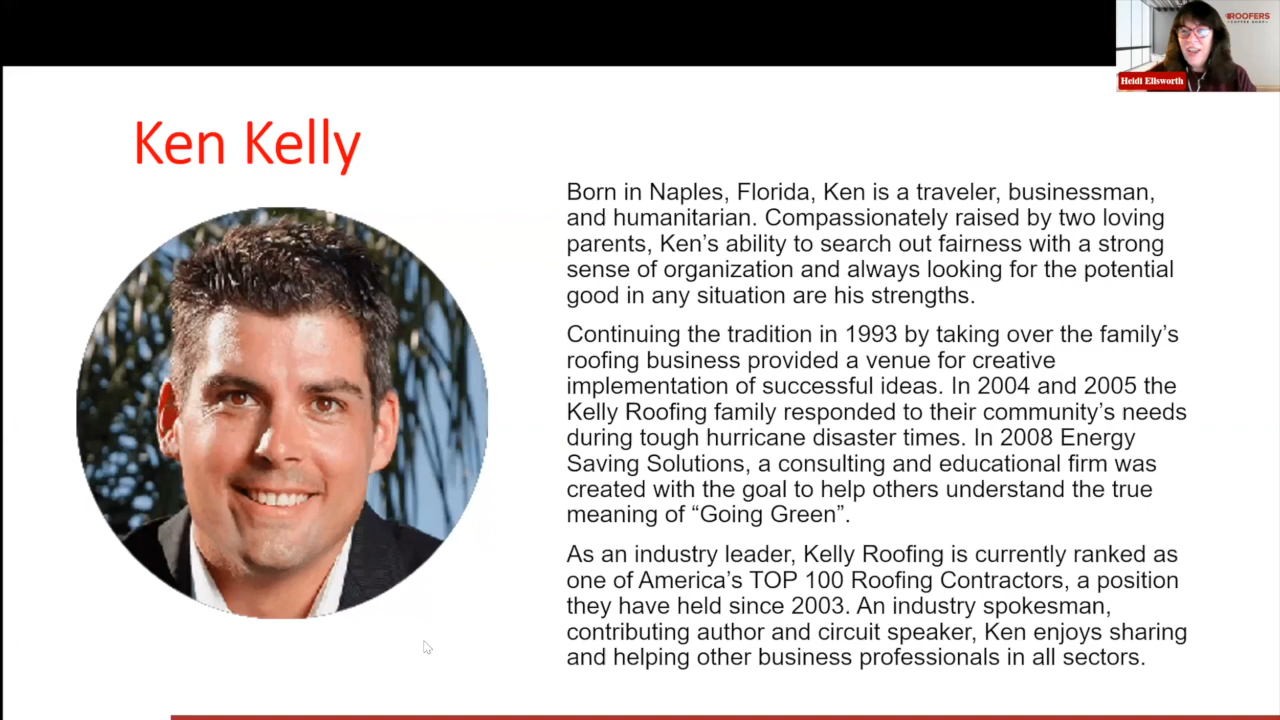 ROOFERS
COFFEE SHOP
Heidi Ellsworth
Ken Kelly
Born in Naples, Florida, Ken is a traveler, businessman,
and humanitarian. Compassionately raised by two loving
parents, Ken’s ability to search out fairness with a strong
sense of organization and always looking for the potential
good in any situation are his strengths.
Continuing the tradition in 1993 by taking over the family’s
roofing business provided a venue for creative
implementation of successful ideas. In 2004 and 2005 the
Kelly Roofing family responded to their community’s needs
during tough hurricane disaster times. In 2008 Energy
Saving Solutions, a consulting and educational firm was
created with the goal to help others understand the true
meaning of “Going Green”.
As an industry leader, Kelly Roofing is currently ranked as
one of America’s TOP 100 Roofing Contractors, a position
they have held since 2003. An industry spokesman,
contributing author and circuit speaker, Ken enjoys sharing
and helping other business professionals in all sectors.